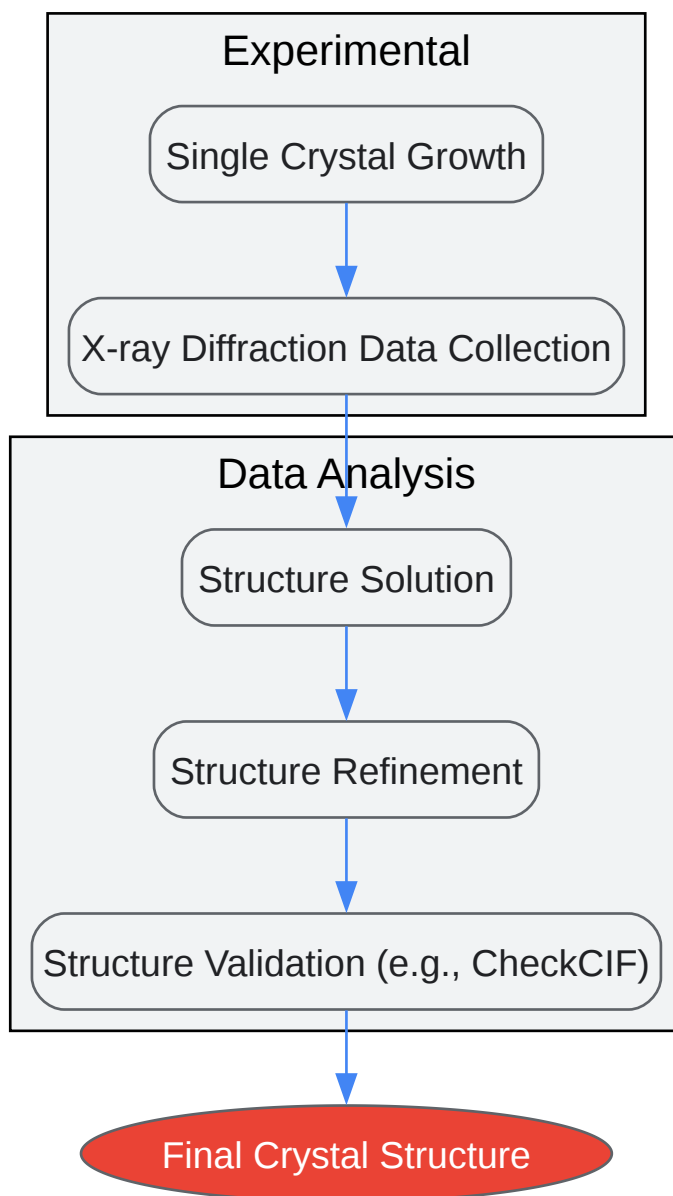 Experimental
Single Crystal Growth
X-ray Diffraction Data Collection
Data Analysis
Structure Solution
Structure Refinement
Structure Validation (e.g., CheckCIF)
Final Crystal Structure